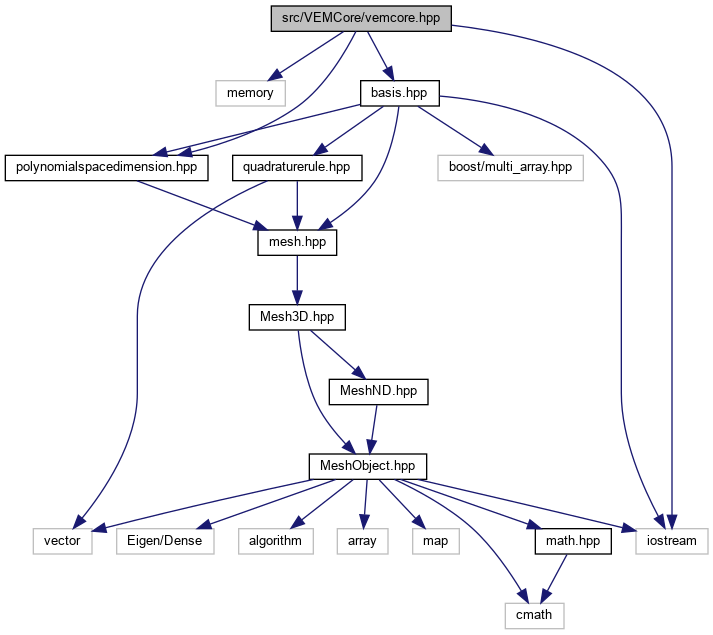 src/VEMCore/vemcore.hpp
memory
basis.hpp
polynomialspacedimension.hpp
quadraturerule.hpp
boost/multi_array.hpp
mesh.hpp
Mesh3D.hpp
MeshND.hpp
MeshObject.hpp
vector
Eigen/Dense
algorithm
array
map
math.hpp
iostream
cmath